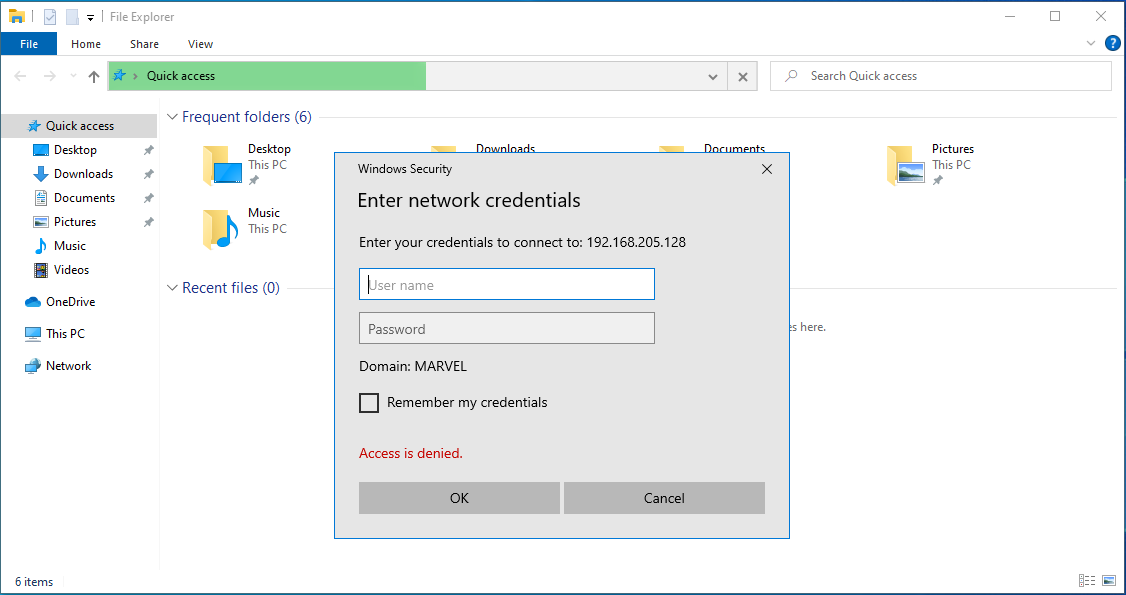 File Explorer
File Home Share View
Quick access
Search Quick access
Quick access
Desktop
Downloads
Documents
Pictures
Music
Videos
OneDrive
This PC
Network
Frequent folders (6)
Desktop
This PC
Downloads
Documents
Pictures
This PC
Music
This PC
Recent files (0)
es here.
Windows Security
Enter network credentials
Enter your credentials to connect to: 192.168.205.128
User name
Password
Domain: MARVEL
Remember my credentials
Access is denied.
OK Cancel
6 items